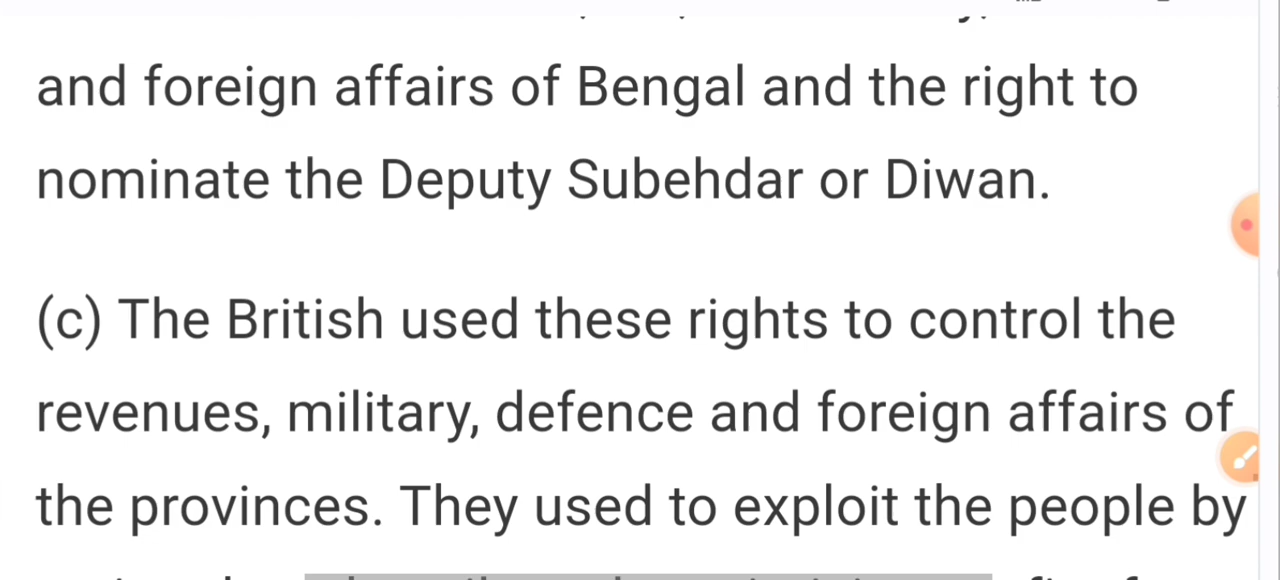 and foreign affairs of Bengal and the right to
nominate the Deputy Subehdar or Diwan.
(c) The British used these rights to control the
revenues, military, defence and foreign affairs of
the provinces. They used to exploit the people by